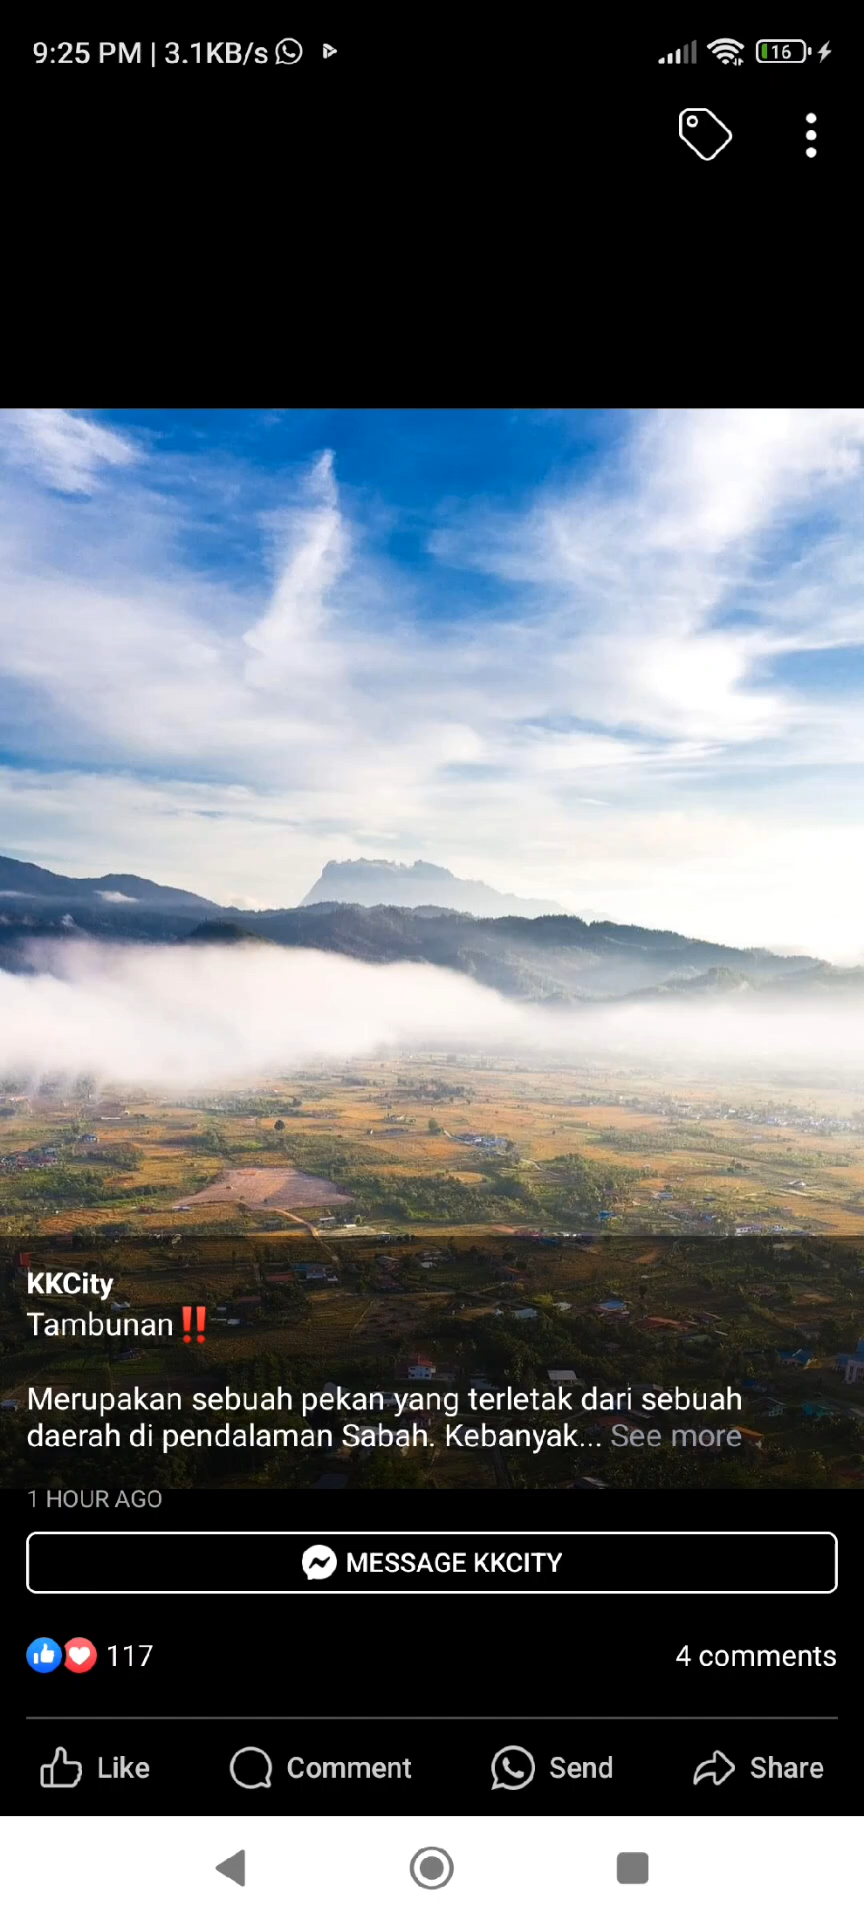 9:25 PM | 3.1KB/s
16
KKCity
Tambunan‼️
Merupakan sebuah pekan yang terletak dari sebuah
daerah di pendalaman Sabah. Kebanyak... See more
1 HOUR AGO
MESSAGE KKCITY
117
4 comments
Like
Comment
Send
Share